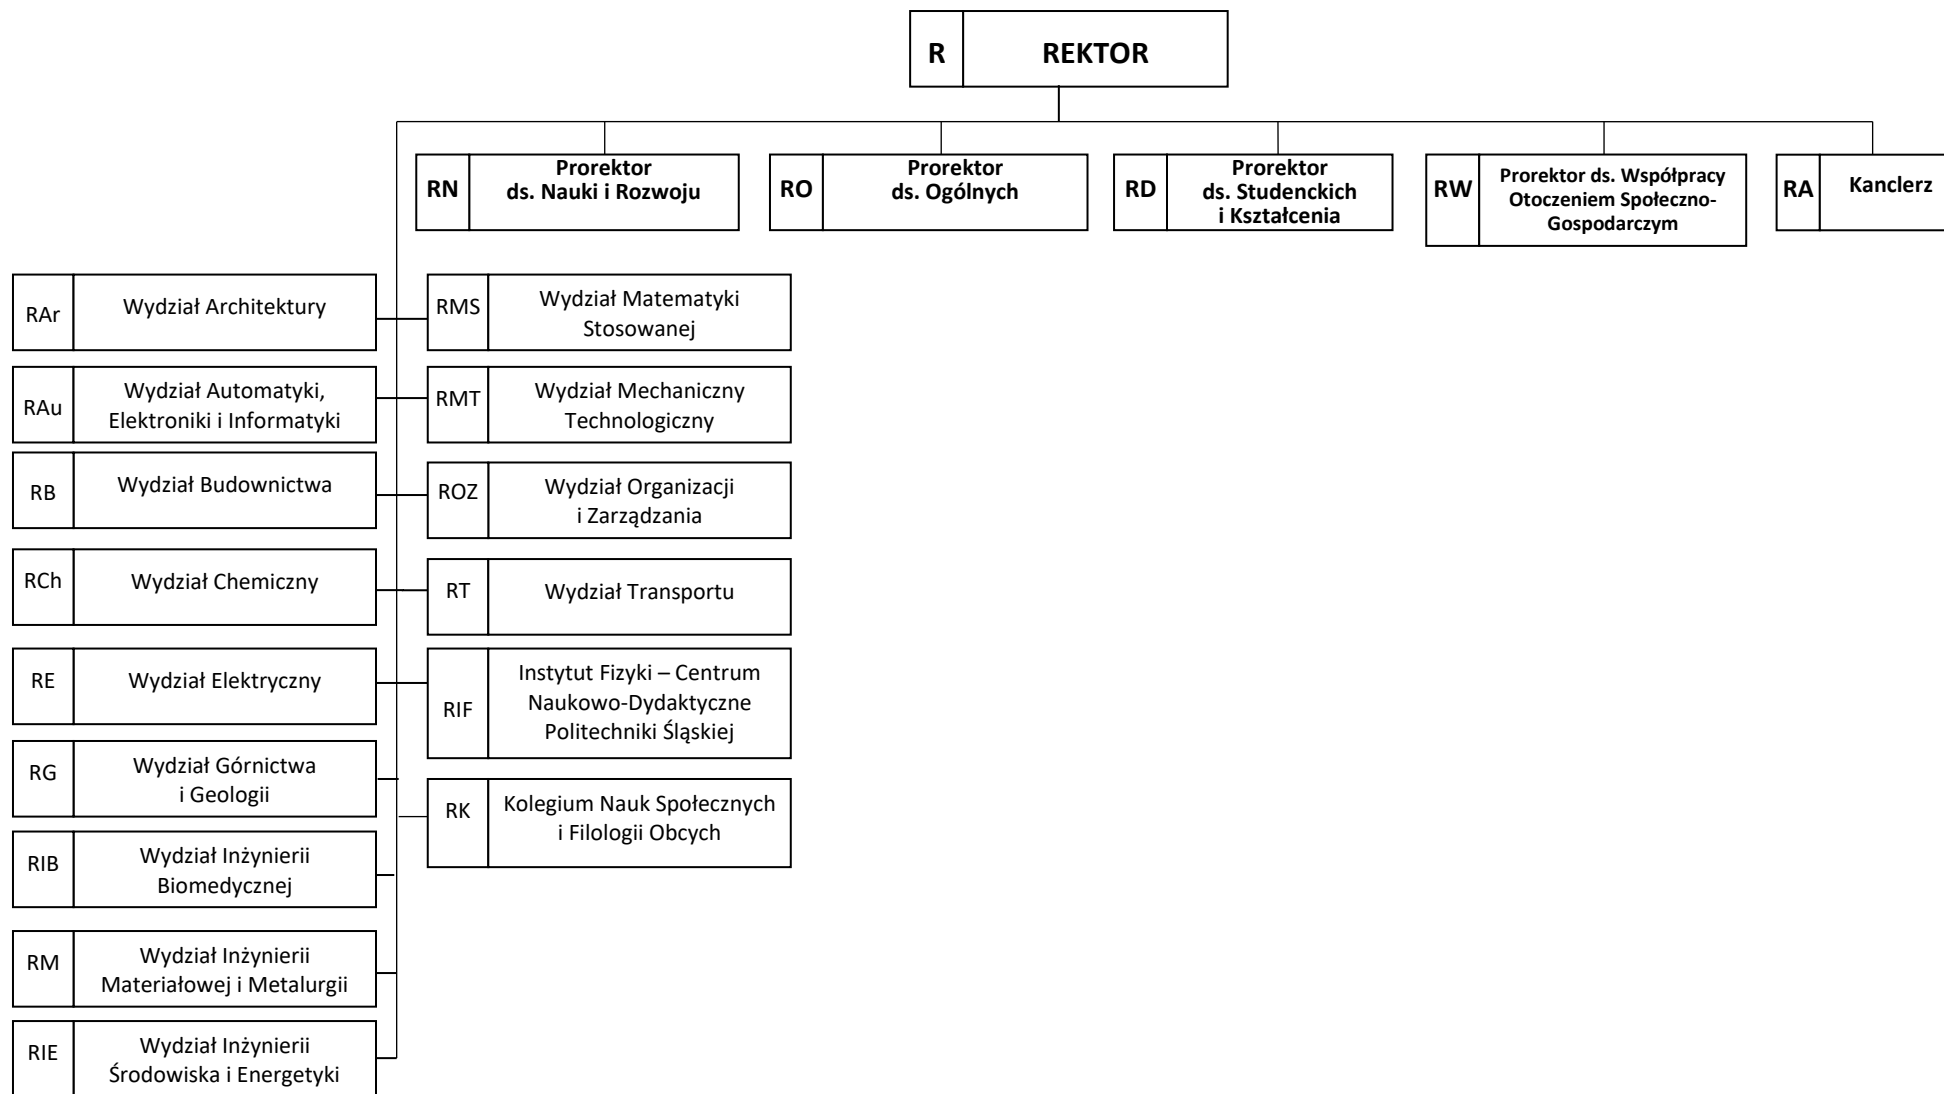 R REKTOR
RN Prorektor
ds. Nauki i Rozwoju
RO Prorektor
ds. Ogólnych
RD Prorektor
ds. Studenckich
i Kształcenia
RW Prorektor ds. Współpracy
Otoczeniem Społeczno-
Gospodarczym
RA Kanclerz
RAr Wydział Architektury
RAu Wydział Automatyki,
Elektroniki i Informatyki
RB Wydział Budownictwa
RCh Wydział Chemiczny
RE Wydział Elektryczny
RG Wydział Górnictwa
i Geologii
RIB Wydział Inżynierii
Biomedycznej
RM Wydział Inżynierii
Materiałowej i Metalurgii
RIE Wydział Inżynierii
Środowiska i Energetyki
RMS Wydział Matematyki
Stosowanej
RMT Wydział Mechaniczny
Technologiczny
ROZ Wydział Organizacji
i Zarządzania
RT Wydział Transportu
RIF Instytut Fizyki – Centrum
Naukowo-Dydaktyczne
Politechniki Śląskiej
RK Kolegium Nauk Społecznych
i Filologii Obcych